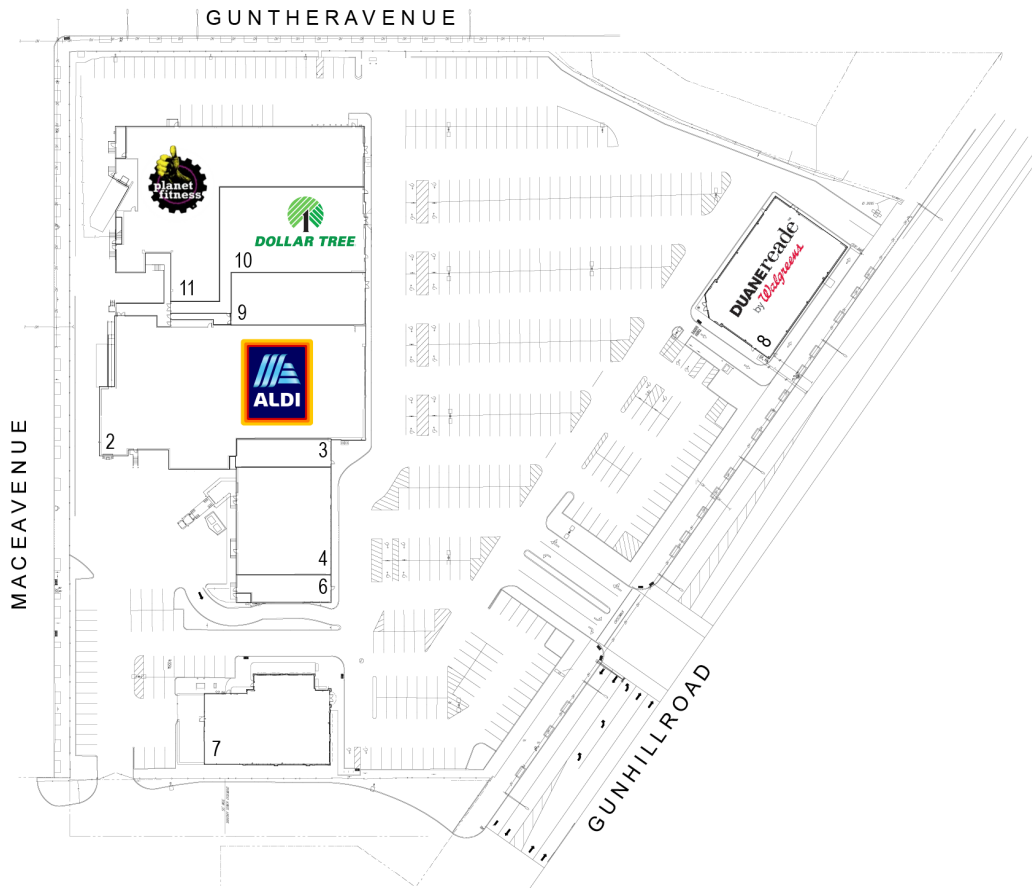 GUNTHERAVENUE
planet
fitness
DOLLAR TREE
10
11
9
DUANEreade
by Walgreens
8
ALDI
2
3
4
6
7
MACEAVENUE
GUNHILLROAD